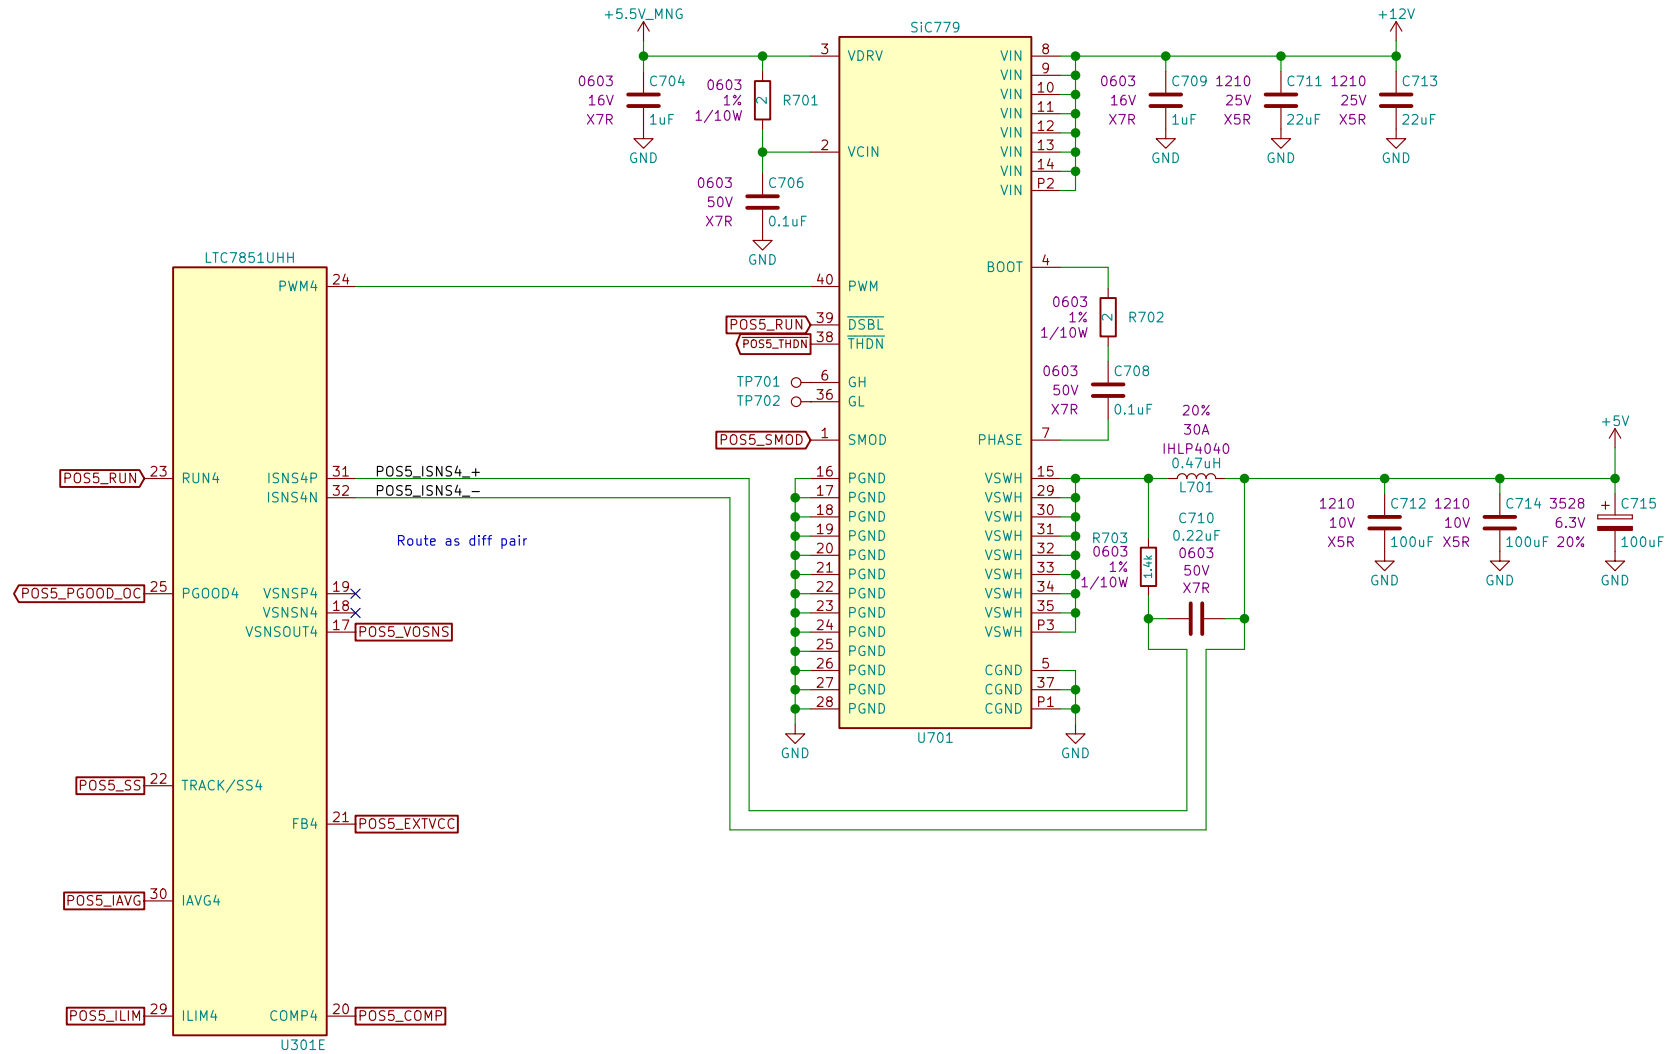 +5.5V_MNG
SiC779
+12V
3 VDRV
VIN 8
VIN 9
VIN 10
VIN 11
VIN 12
VIN 13
VIN 14
VIN P2
0603
16V
X7R
C704
1uF
GND
0603
1%
1/10W
2
R701
2 VCIN
0603
50V
X7R
C706
0.1uF
GND
0603
16V
X7R
C709
1uF
GND
1210
25V
X5R
C711
22uF
GND
1210
25V
X5R
C713
22uF
GND
LTC7851UHH
PWM4 24
40 PWM
POS5_RUN 39 DSBL
POS5_THDN 38 THDN
TP701 6 GH
TP702 36 GL
POS5_SMOD 1 SMOD
BOOT 4
0603
1%
1/10W
2
R702
0603
50V
X7R
C708
0.1uF
PHASE 7
20%
30A
IHLP4040
0.47uH
L701
+5V
POS5_RUN 23 RUN4
ISNS4P 31 POS5_ISNS4_+
ISNS4N 32 POS5_ISNS4_-
Route as diff pair
POS5_PGOOD_OC 25 PGOOD4
VSNSP4 19
VSNSN4 18
VSNSOUT4 17 POS5_VOSNS
POS5_SS 22 TRACK/SS4
FB4 21 POS5_EXTVCC
POS5_IAVG 30 IAVG4
POS5_ILIM 29 ILIM4
COMP4 20 POS5_COMP
U301E
16 PGND
17 PGND
18 PGND
19 PGND
20 PGND
21 PGND
22 PGND
23 PGND
24 PGND
25 PGND
26 PGND
27 PGND
28 PGND
GND
VSWH 15
VSWH 29
VSWH 30
VSWH 31
VSWH 32
VSWH 33
VSWH 34
VSWH 35
VSWH P3
CGND 5
CGND 37
CGND P1
GND
U701
R703
0603
1%
1/10W
1.4k
C710
0.22uF
0603
50V
X7R
1210
10V
X5R
C712
100uF
GND
1210
10V
X5R
C714
100uF
GND
3528
6.3V
20%
+
C715
100uF
GND